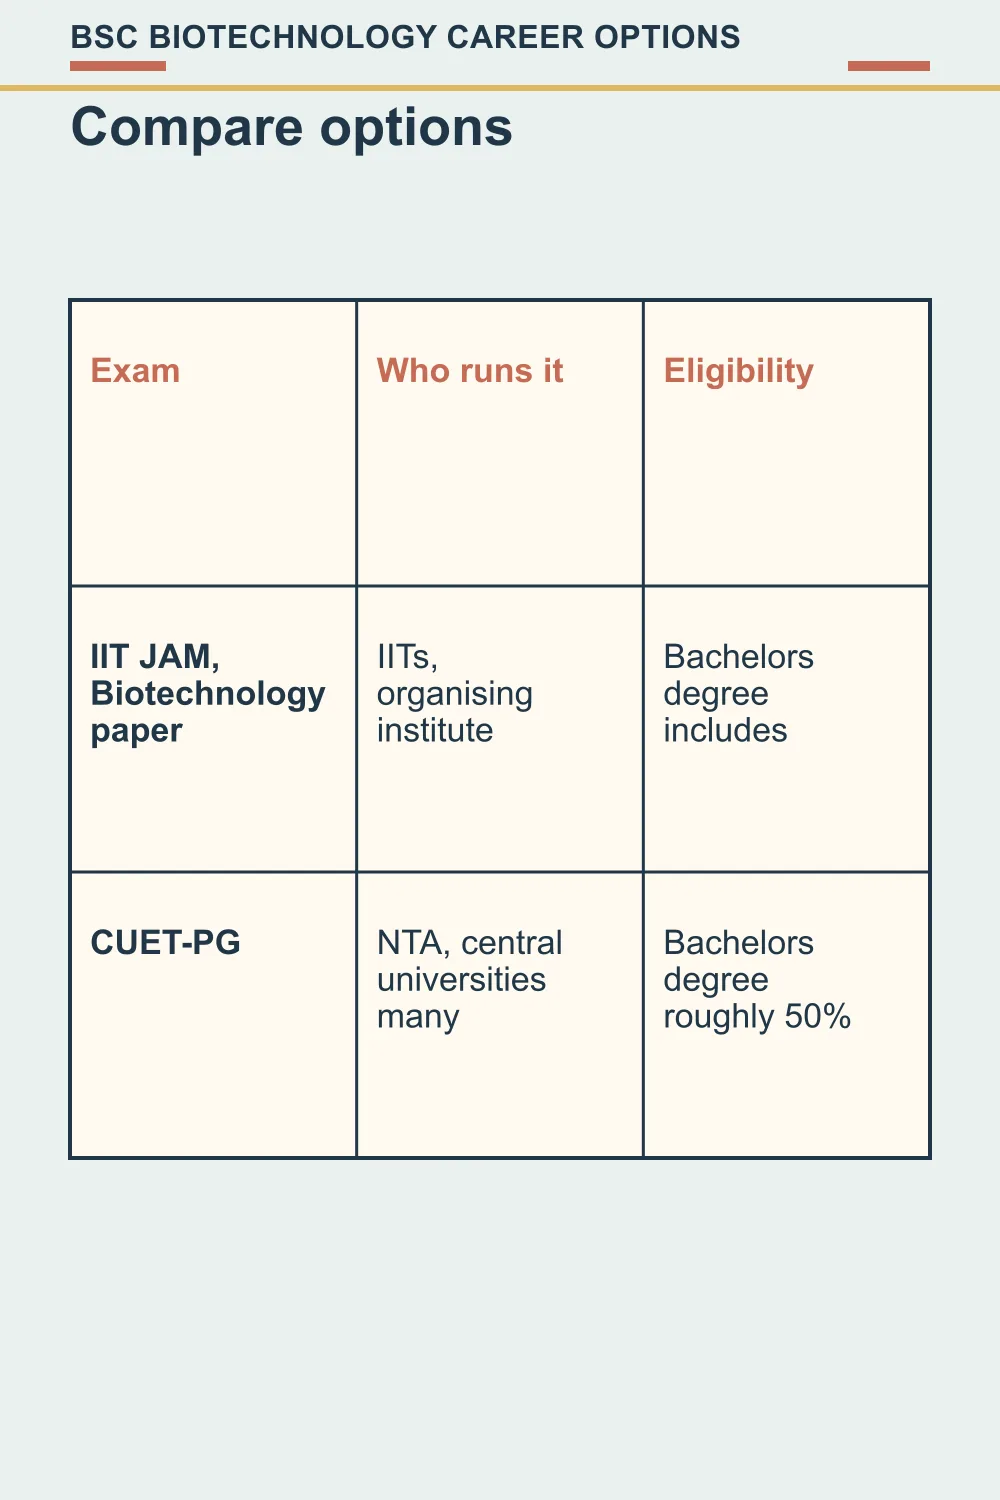 BSC BIOTECHNOLOGY CAREER OPTIONS
Compare options
Exam
Who runs it
Eligibility
IIT JAM,
Biotechnology
paper
IITs,
organising
institute
Bachelors
degree
includes
CUET-PG
NTA, central
universities
many
Bachelors
degree
roughly 50%